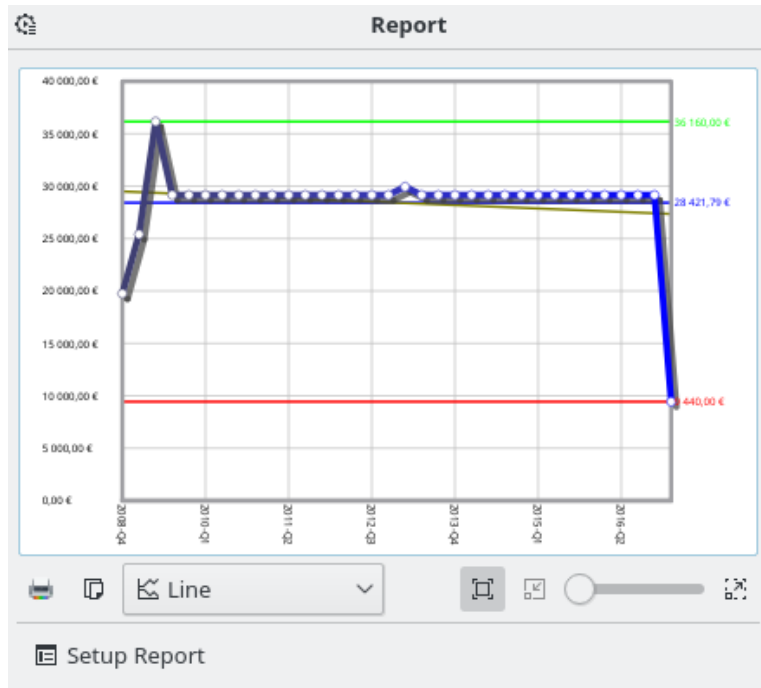 Report
40 000,00 €
36 160,00 €
35 000,00 €
30 000,00 €
28 421,79 €
25 000,00 €
20 000,00 €
15 000,00 €
10 000,00 €
440,00 €
5 000,00 €
0,00 €
2008-Q4
2010-Q1
2011-Q2
2012-Q3
2013-Q4
2015-Q1
2016-Q2
Line
Setup Report